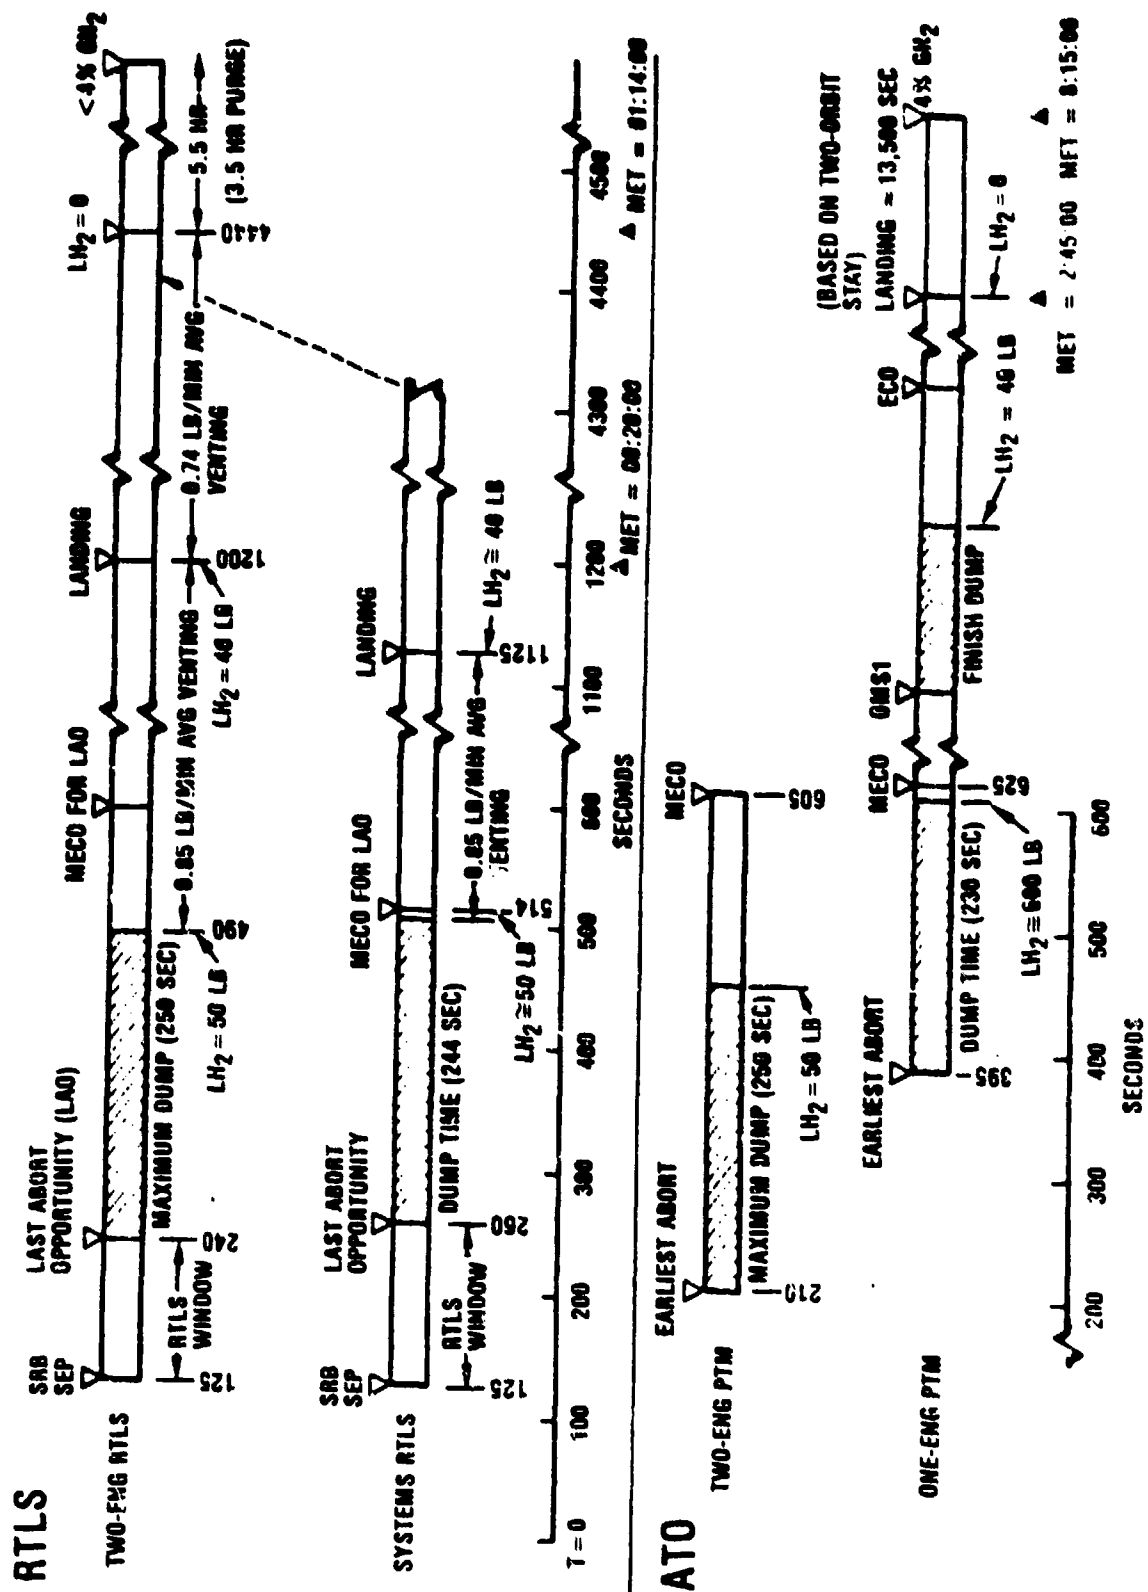 RTLS
TWO-ENG RTLS
SRB
SEP
LAST ABORT
OPPORTUNITY (LAO)
MECO FOR LAO
LANDING
LH2 = 0
<4% GH2
125
RTLS
WINDOW
240
MAXIMUM DUMP (250 SEC)
490
LH2 = 50 LB
0.85 LB/MIN AVG VENTING
1200
LH2 = 40 LB
0.74 LB/MIN AVG
VENTING
4440
5.5 HR
(3.5 HR PURGE)
SYSTEMS RTLS
SRB
SEP
LAST ABORT
OPPORTUNITY
MECO FOR LAO
LANDING
125
RTLS
WINDOW
260
DUMP TIME (244 SEC)
514
LH2 ≅ 50 LB
0.85 LB/MIN AVG
VENTING
1125
LH2 ≅ 40 LB
T = 0
100
200
300
400
500
600
1100
1200
4300
4400
4500
SECONDS
MET = 00:20:00
MET = 01:14:00
ATO
TWO-ENG PTM
EARLIEST ABORT
MECO
210
MAXIMUM DUMP (250 SEC)
LH2 = 50 LB
605
ONE-ENG PTM
EARLIEST ABORT
MECO
OMS1
ECO
(BASED ON TWO-ORBIT
STAY)
LANDING = 13,500 SEC
4% GH2
395
DUMP TIME (230 SEC)
625
LH2 ≅ 600 LB
FINISH DUMP
LH2 = 40 LB
LH2 = 0
200
300
400
500
600
SECONDS
MET = 2:45:00
MET = 8:15:00